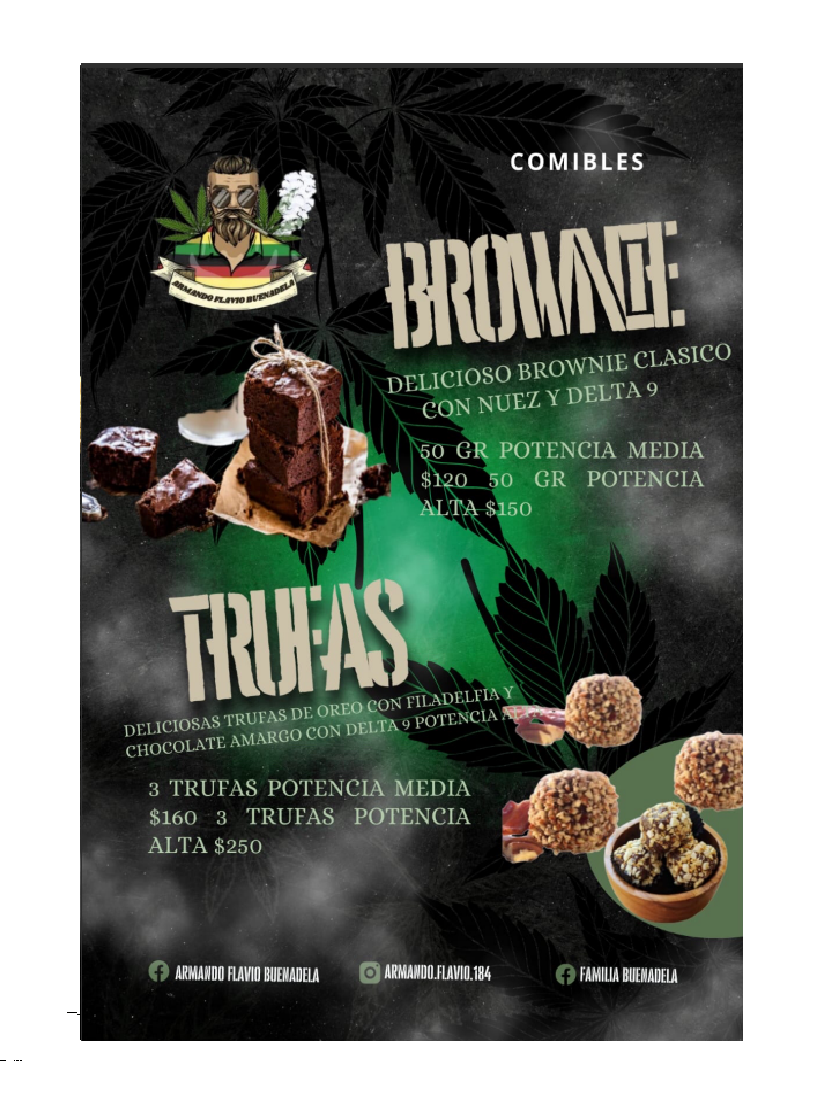 COMIBLES
ARMANDO FLAVIO BUENADELA
BROWNIE
DELICIOSO BROWNIE CLASICO
CON NUEZ Y DELTA 9
50 GR POTENCIA MEDIA
$120 50 GR POTENCIA
ALTA $150
TRUFAS
DELICIOSAS TRUFAS DE OREO CON FILADELFIA Y
CHOCOLATE AMARGO CON DELTA 9 POTENCIA
3 TRUFAS POTENCIA MEDIA
$160 3 TRUFAS POTENCIA
ALTA $250
ARMANDO FLAVIO BUENADELA
ARMANDO.FLAVIO.184
FAMILIA BUENADELA